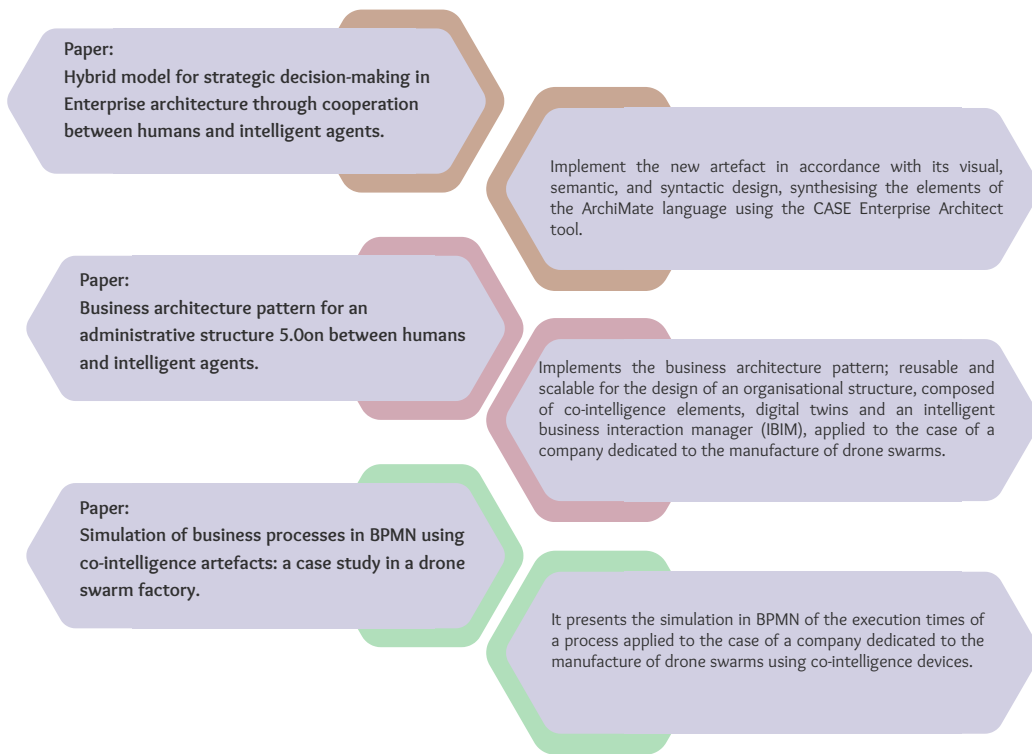 Paper:
Hybrid model for strategic decision-making in
Enterprise architecture through cooperation
between humans and intelligent agents.
Implement the new artefact in accordance with its visual,
semantic, and syntactic design, synthesising the elements of
the ArchiMate language using the CASE Enterprise Architect
tool.
Paper:
Business architecture pattern for an
administrative structure 5.0on between humans
and intelligent agents.
Implements the business architecture pattern; reusable and
scalable for the design of an organisational structure, composed
of co-intelligence elements, digital twins and an intelligent
business interaction manager (IBIM), applied to the case of a
company dedicated to the manufacture of drone swarms.
Paper:
Simulation of business processes in BPMN using
co-intelligence artefacts: a case study in a drone
swarm factory.
It presents the simulation in BPMN of the execution times of
a process applied to the case of a company dedicated to the
manufacture of drone swarms using co-intelligence devices.